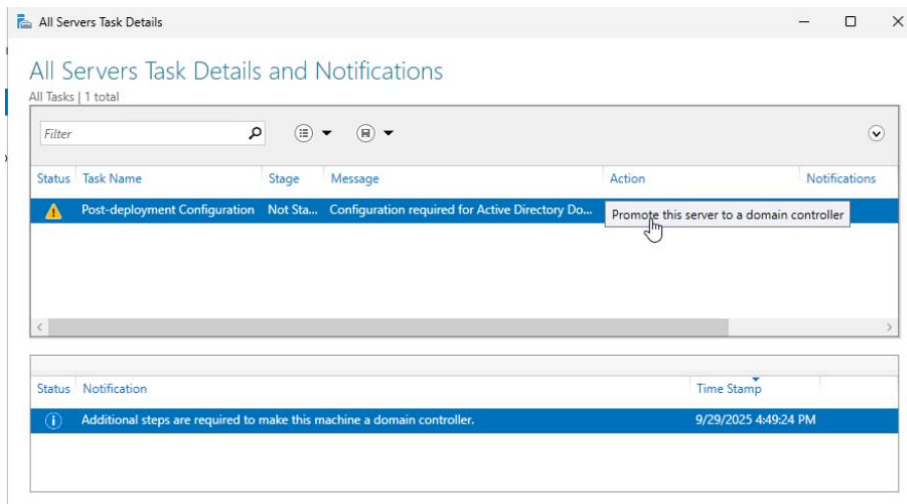 All Servers Task Details
All Servers Task Details and Notifications
All Tasks | 1 total
Filter
Status Task Name Stage Message Action Notifications
Post-deployment Configuration Not Sta... Configuration required for Active Directory Do... Promote this server to a domain controller
Status Notification Time Stamp
Additional steps are required to make this machine a domain controller. 9/29/2025 4:49:24 PM